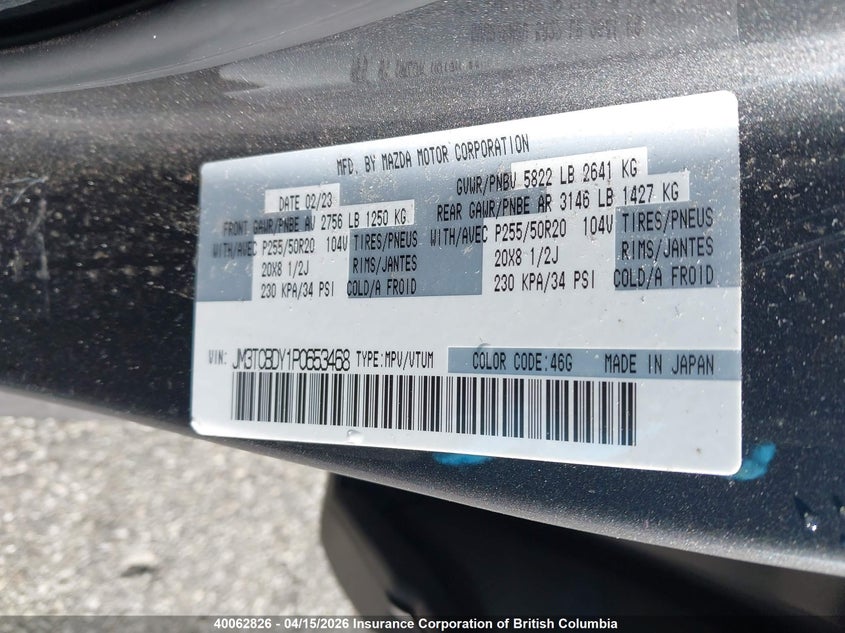 MFD. BY MAZDA MOTOR CORPORATION
DATE 02/23
GVWR/PNBV 5822 LB 2641 KG
FRONT GAWR/PNBE AV 2756 LB 1250 KG
REAR GAWR/PNBE AR 3146 LB 1427 KG
WITH/AVEC P255/50R20 104V TIRES/PNEUS
WITH/AVEC P255/50R20 104V TIRES/PNEUS
20X8 1/2J RIMS/JANTES
20X8 1/2J RIMS/JANTES
230 KPA/34 PSI COLD/A FROID
230 KPA/34 PSI COLD/A FROID
VIN: JM3TCBDY1P0653468 TYPE:MPV/VTUM COLOR CODE:46G MADE IN JAPAN
40062826 - 04/15/2026 Insurance Corporation of British Columbia